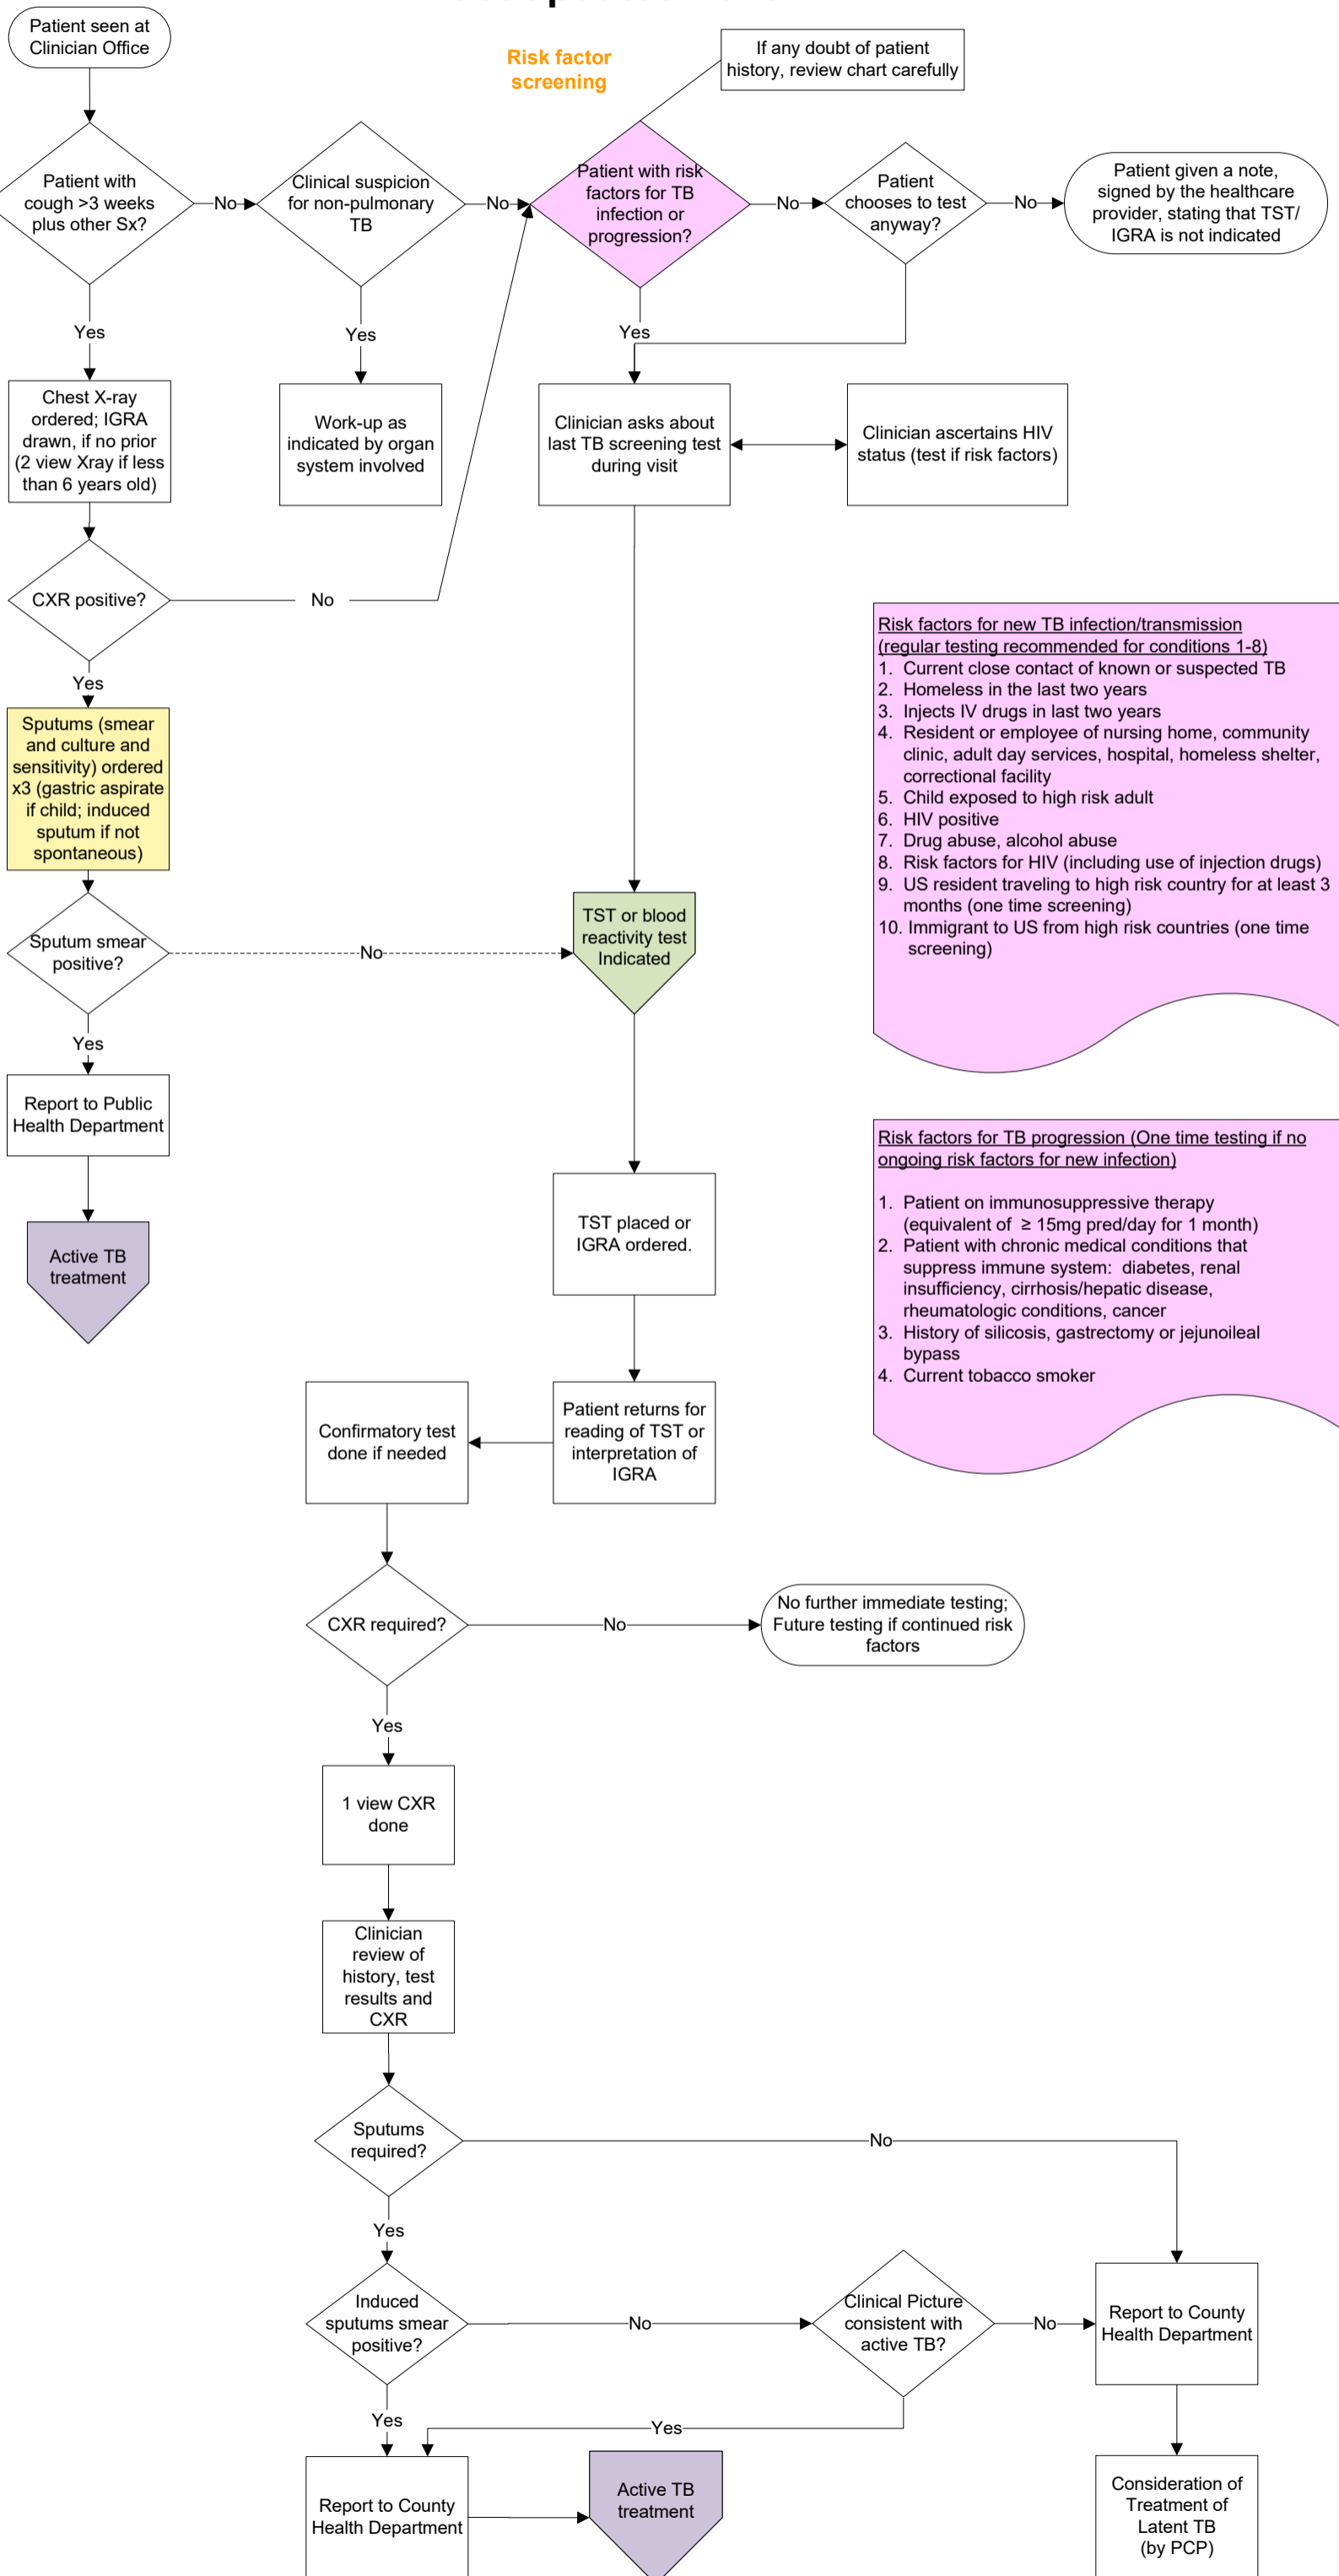 Patient seen at
Clinician Office
Risk factor
screening
If any doubt of patient
history, review chart carefully
Patient with
cough >3 weeks
plus other Sx?
No
Clinical suspicion
for non-pulmonary
TB
No
Patient with risk
factors for TB
infection or
progression?
No
Patient
chooses to test
anyway?
No
Patient given a note,
signed by the healthcare
provider, stating that TST/
IGRA is not indicated
Yes
Yes
Yes
Chest X-ray
ordered; IGRA
drawn, if no prior
(2 view Xray if less
than 6 years old)
Work-up as
indicated by organ
system involved
Clinician asks about
last TB screening test
during visit
Clinician ascertains HIV
status (test if risk factors)
CXR positive?
No
Yes
Risk factors for new TB infection/transmission
(regular testing recommended for conditions 1-8)
1. Current close contact of known or suspected TB
2. Homeless in the last two years
3. Injects IV drugs in last two years
4. Resident or employee of nursing home, community
clinic, adult day services, hospital, homeless shelter,
correctional facility
5. Child exposed to high risk adult
6. HIV positive
7. Drug abuse, alcohol abuse
8. Risk factors for HIV (including use of injection drugs)
9. US resident traveling to high risk country for at least 3
months (one time screening)
10. Immigrant to US from high risk countries (one time
screening)
Sputums (smear
and culture and
sensitivity) ordered
x3 (gastric aspirate
if child; induced
sputum if not
spontaneous)
Sputum smear
positive?
No
TST or blood
reactivity test
Indicated
Yes
Report to Public
Health Department
Active TB
treatment
Risk factors for TB progression (One time testing if no
ongoing risk factors for new infection)
1. Patient on immunosuppressive therapy
(equivalent of ≥ 15mg pred/day for 1 month)
2. Patient with chronic medical conditions that
suppress immune system: diabetes, renal
insufficiency, cirrhosis/hepatic disease,
rheumatologic conditions, cancer
3. History of silicosis, gastrectomy or jejunoileal
bypass
4. Current tobacco smoker
TST placed or
IGRA ordered.
Confirmatory test
done if needed
Patient returns for
reading of TST or
interpretation of
IGRA
CXR required?
No
No further immediate testing;
Future testing if continued risk
factors
Yes
1 view CXR
done
Clinician
review of
history, test
results and
CXR
Sputums
required?
No
Yes
Induced
sputums smear
positive?
No
Clinical Picture
consistent with
active TB?
No
Report to County
Health Department
Yes
Yes
Report to County
Health Department
Active TB
treatment
Consideration of
Treatment of
Latent TB
(by PCP)